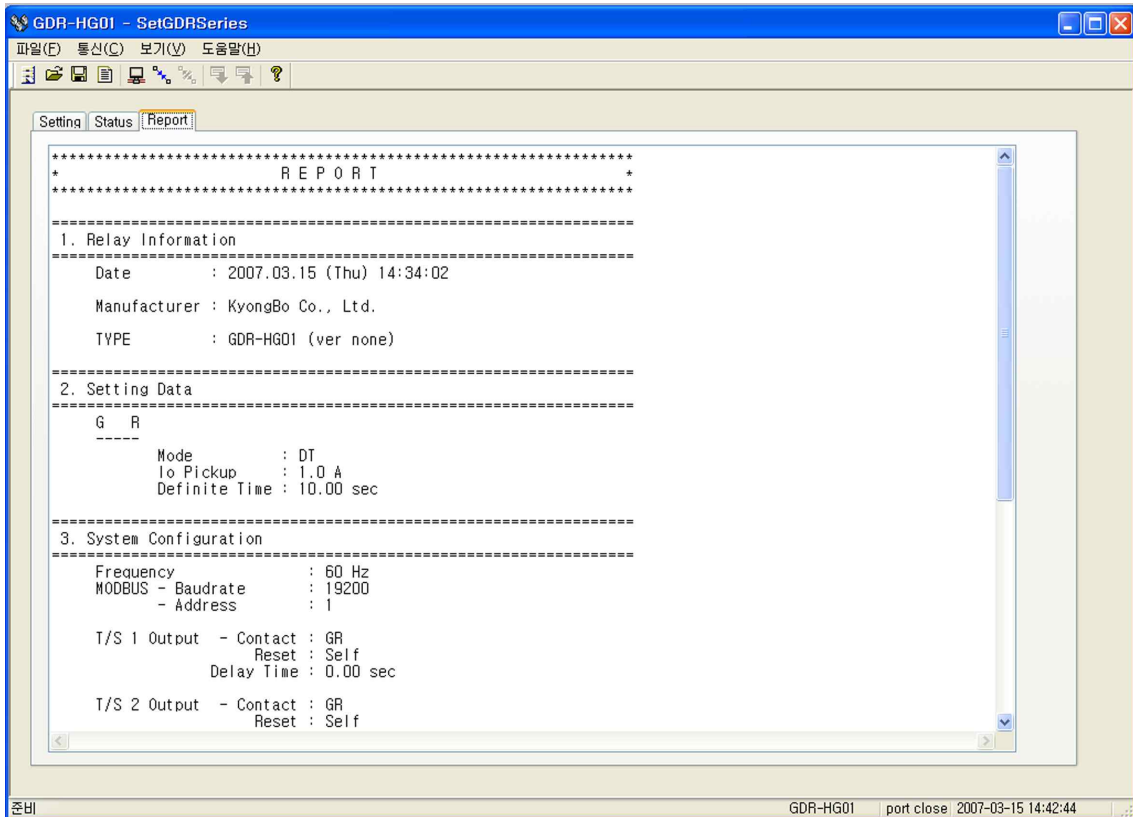 GDR-HG01 - SetGDRSeries
파일(F) 통신(C) 보기(V) 도움말(H)
Setting Status Report
******************************************************************
* R E P O R T *
******************************************************************
==================================================================
1. Relay Information
==================================================================
Date : 2007.03.15 (Thu) 14:34:02
Manufacturer : KyongBo Co., Ltd.
TYPE : GDR-HG01 (ver none)
==================================================================
2. Setting Data
==================================================================
G R
-----
Mode : DT
Io Pickup : 1.0 A
Definite Time : 10.00 sec
==================================================================
3. System Configuration
==================================================================
Frequency : 60 Hz
MODBUS - Baudrate : 19200
- Address : 1
T/S 1 Output - Contact : GR
Reset : Self
Delay Time : 0.00 sec
T/S 2 Output - Contact : GR
Reset : Self
준비 GDR-HG01 port close 2007-03-15 14:42:44